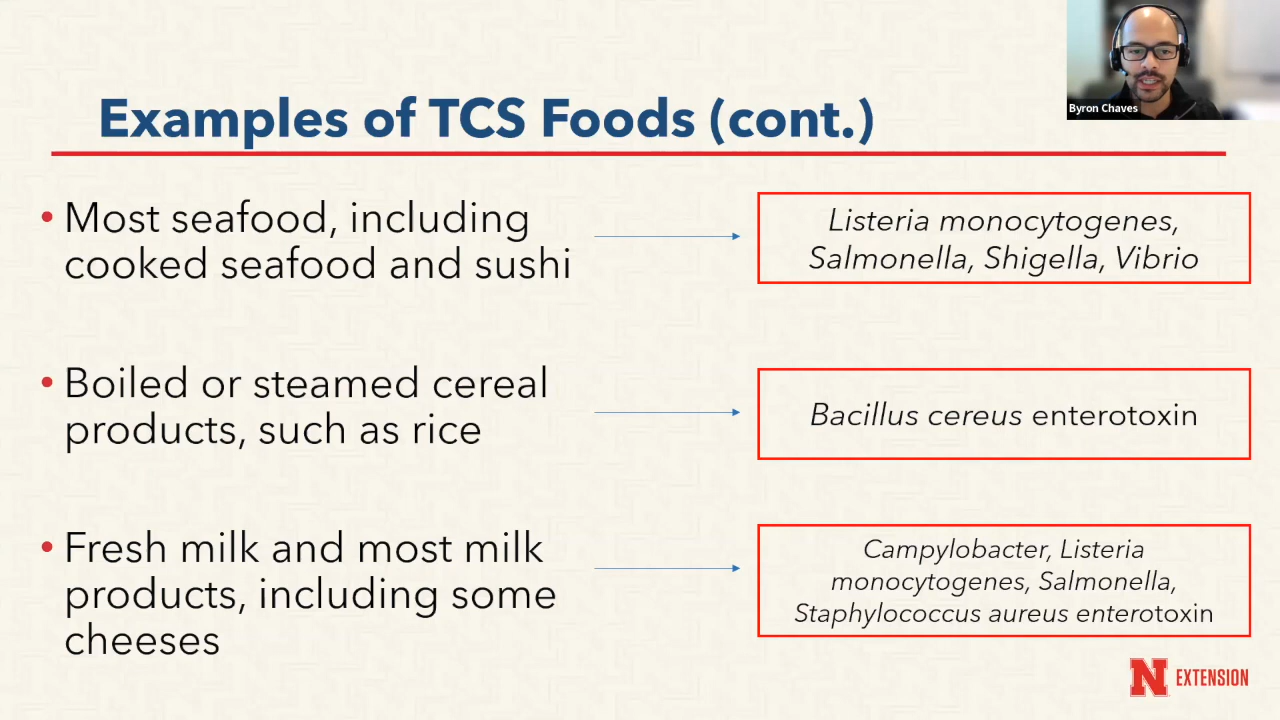 Byron Chaves
Examples of TCS Foods (cont.)
• Most seafood, including
cooked seafood and sushi
Listeria monocytogenes,
Salmonella, Shigella, Vibrio
• Boiled or steamed cereal
products, such as rice
Bacillus cereus enterotoxin
• Fresh milk and most milk
products, including some
cheeses
Campylobacter, Listeria
monocytogenes, Salmonella,
Staphylococcus aureus enterotoxin
N EXTENSION